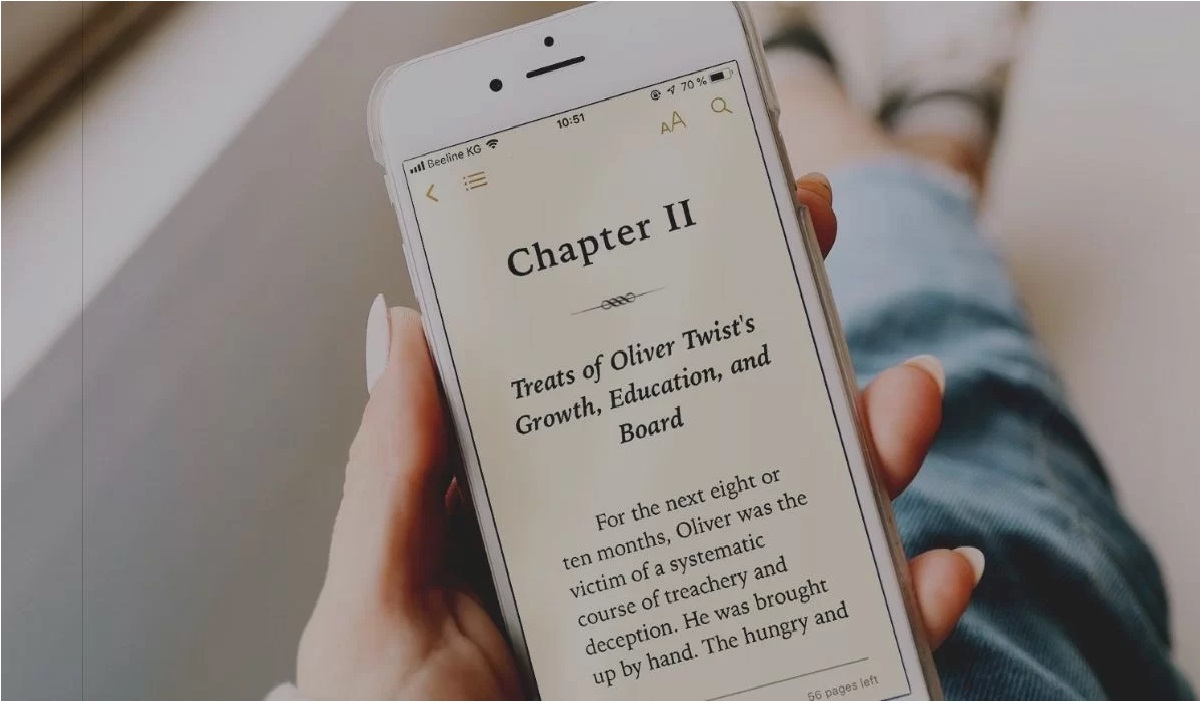 Beeline KG
10:51
70 %
AA
Chapter II
Treats of Oliver Twist's
Growth, Education, and
Board
For the next eight or
ten months, Oliver was the
victim of a systematic
course of treachery and
deception. He was brought
up by hand. The hungry and
56 pages left